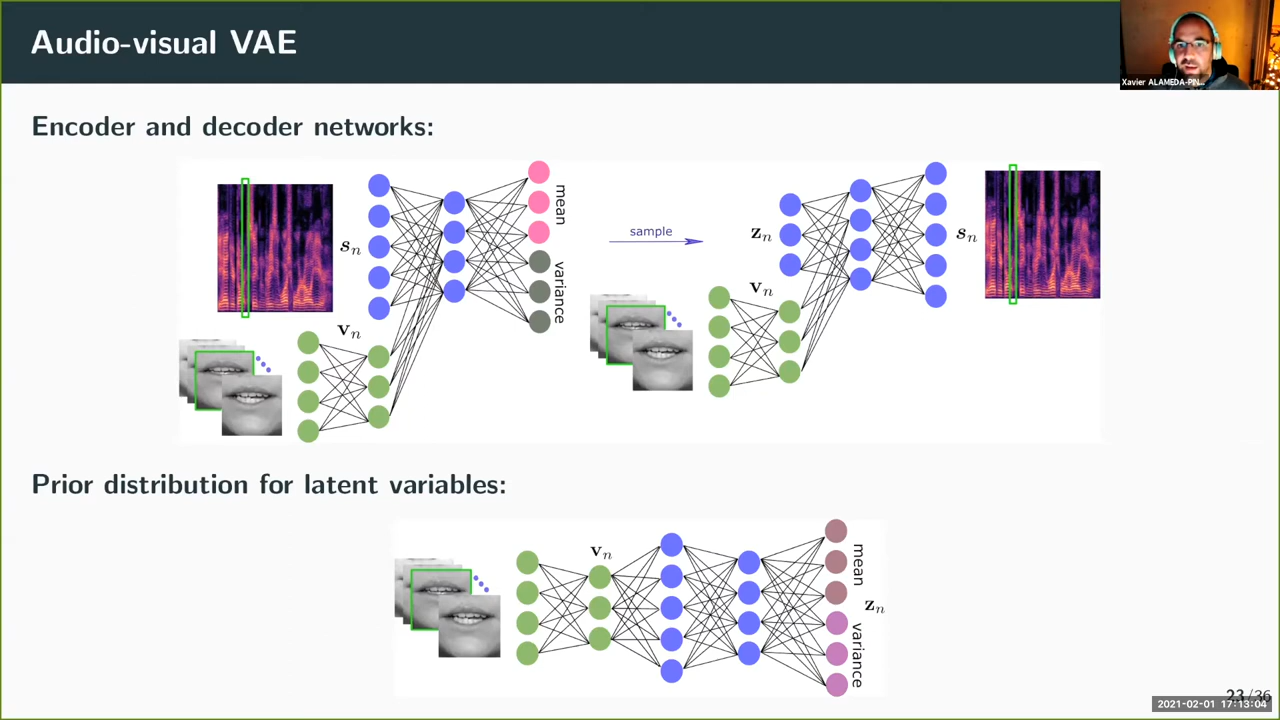 Audio-visual VAE
Xavier ALAMEDA-PIN...
Encoder and decoder networks:
mean
sample
s_n
z_n
s_n
variance
v_n
v_n
Prior distribution for latent variables:
v_n
mean
z_n
variance
23/36
2021-02-01 17:13:04